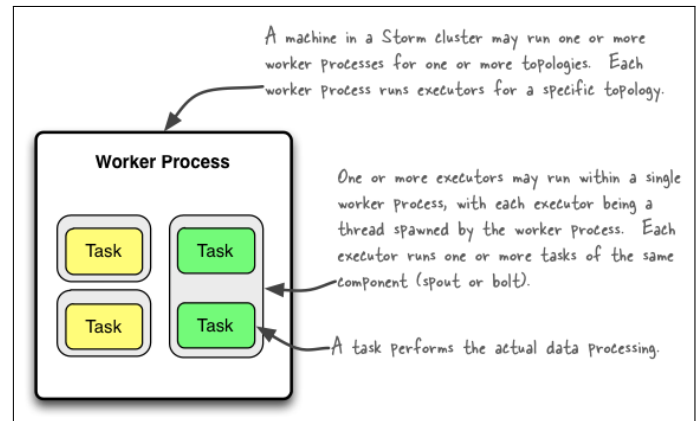 A machine in a Storm cluster may run one or more
worker processes for one or more topologies. Each
worker process runs executors for a specific topology.
Worker Process
One or more executors may run within a single
worker process, with each executor being a
thread spawned by the worker process. Each
executor runs one or more tasks of the same
component (spout or bolt).
Task
Task
Task
Task
A task performs the actual data processing.